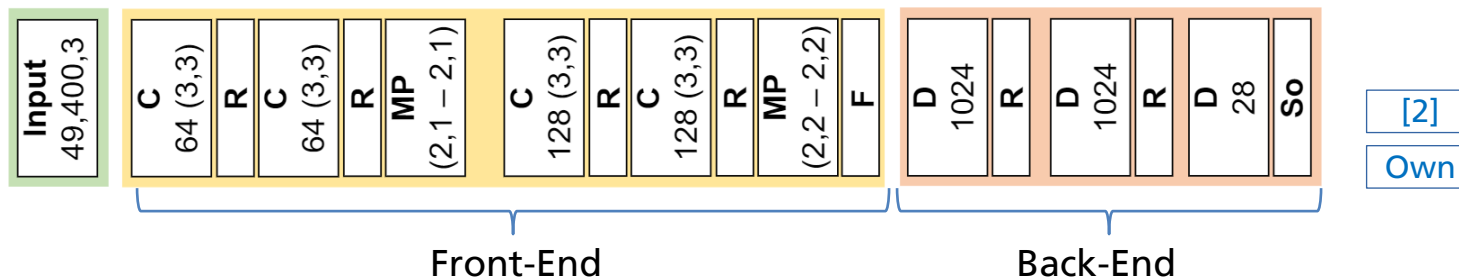 Input
49,400,3
C
64 (3,3)
R
C
64 (3,3)
R
MP
(2,1 – 2,1)
C
128 (3,3)
R
C
128 (3,3)
R
MP
(2,2 – 2,2)
F
D
1024
R
D
1024
R
D
28
So
[2]
Own
Front-End
Back-End